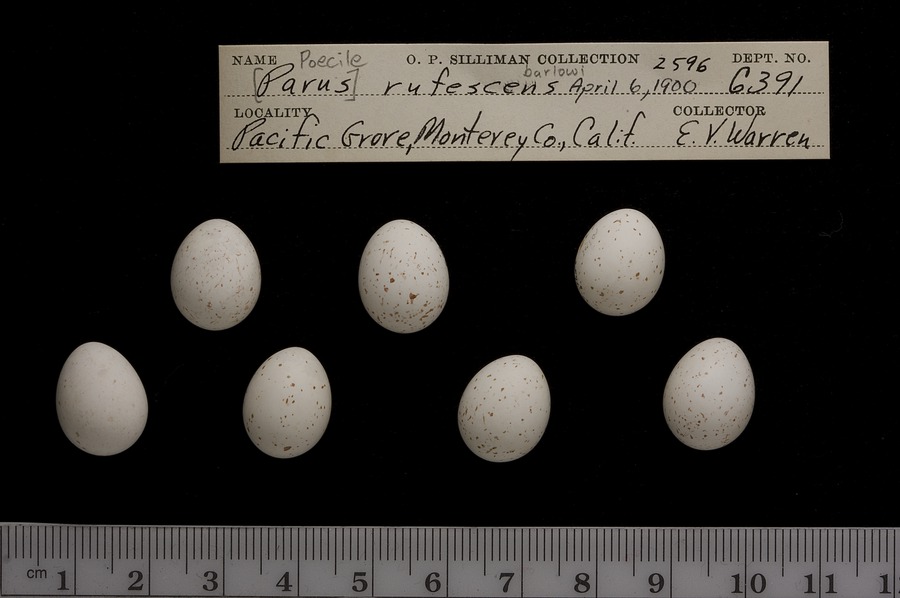 NAME Poecile O. P. SILLIMAN COLLECTION 2596 DEPT. NO.
barlowi
[Parus] rufescens April 6, 1900 6391
LOCALITY COLLECTOR
Pacific Grove, Monterey Co., Calif. E. V. Warren
cm 1 2 3 4 5 6 7 8 9 10 11 1